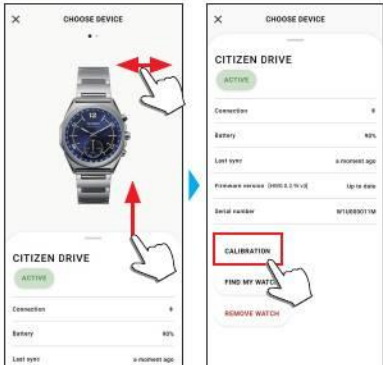 CHOOSE DEVICE
CITIZEN DRIVE
ACTIVE
Connection
Battery 90%
Last sync a moment ago
CHOOSE DEVICE
CITIZEN DRIVE
ACTIVE
Connection
Battery 90%
Last sync a moment ago
Firmware version Up to date
Serial number
CALIBRATION
FIND MY WATCH
REMOVE WATCH